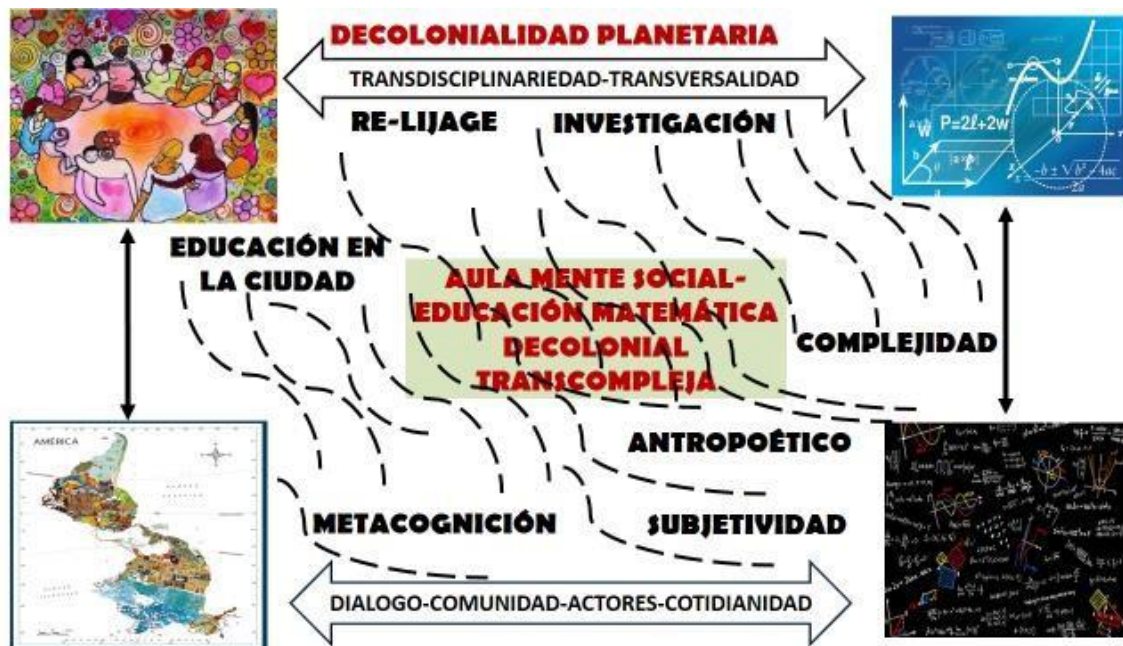 DECOLONIALIDAD PLANETARIA
TRANSDISCIPLINARIEDAD-TRANSVERSALIDAD
RE-LIJAGE
INVESTIGACIÓN
P=2ℓ+2w
W
a×b
b
θ
|a×b|
a
EDUCACIÓN EN
LA CIUDAD
AULA MENTE SOCIAL-
EDUCACIÓN MATEMÁTICA
DECOLONIAL
TRANSCOMPLEJA
COMPLEJIDAD
AMÉRICA
ANTROPOÉTICO
METACOGNICIÓN
SUBJETIVIDAD
DIALOGO-COMUNIDAD-ACTORES-COTIDIANIDAD